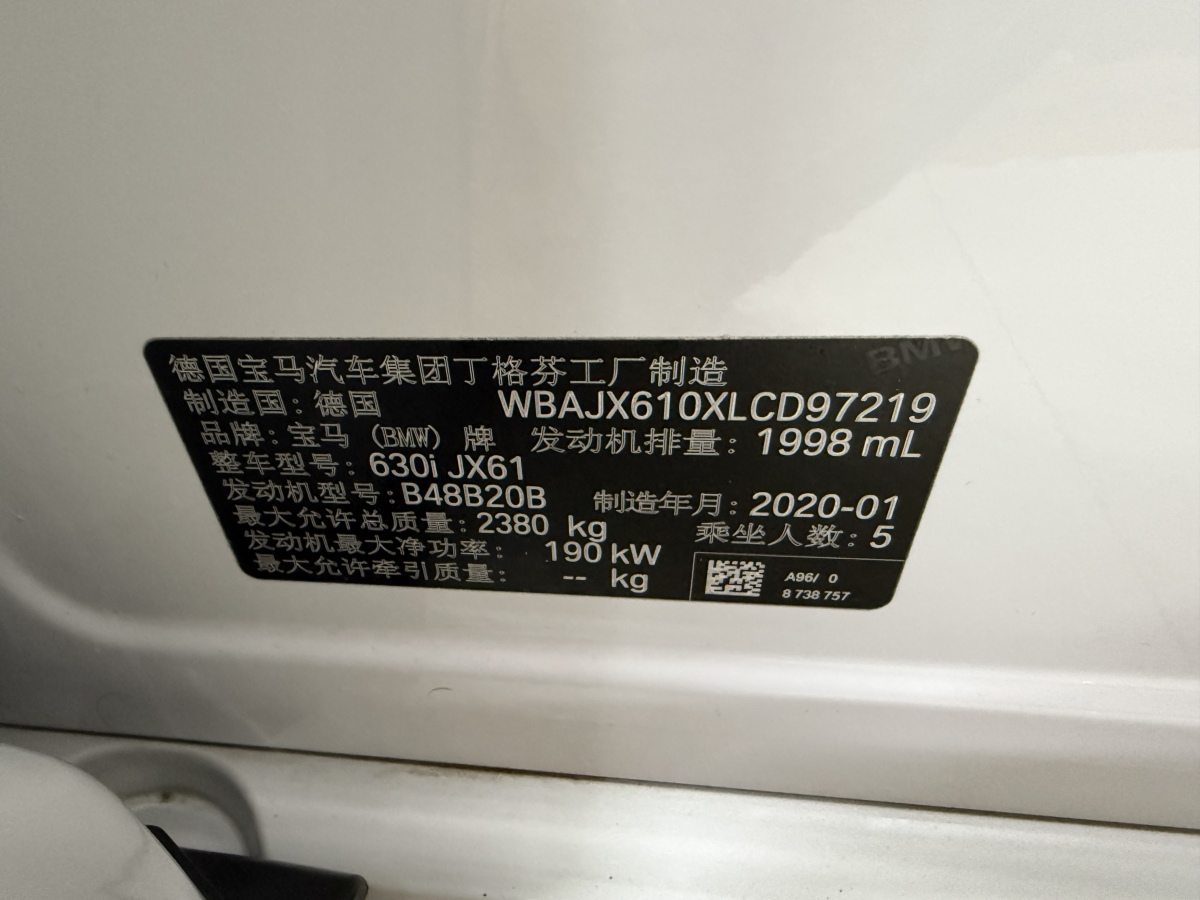 德国宝马汽车集团丁格芬工厂制造
制造国：德国 WBAJX610XLCD97219
品牌：宝马（BMW）牌 发动机排量：1998 mL
整车型号：630i JX61
发动机型号：B48B20B 制造年月：2020-01
最大允许总质量：2380 kg 乘坐人数：5
发动机最大净功率： 190 kW
最大允许牵引质量： -- kg
A96/ 0
8 738 757
BMW